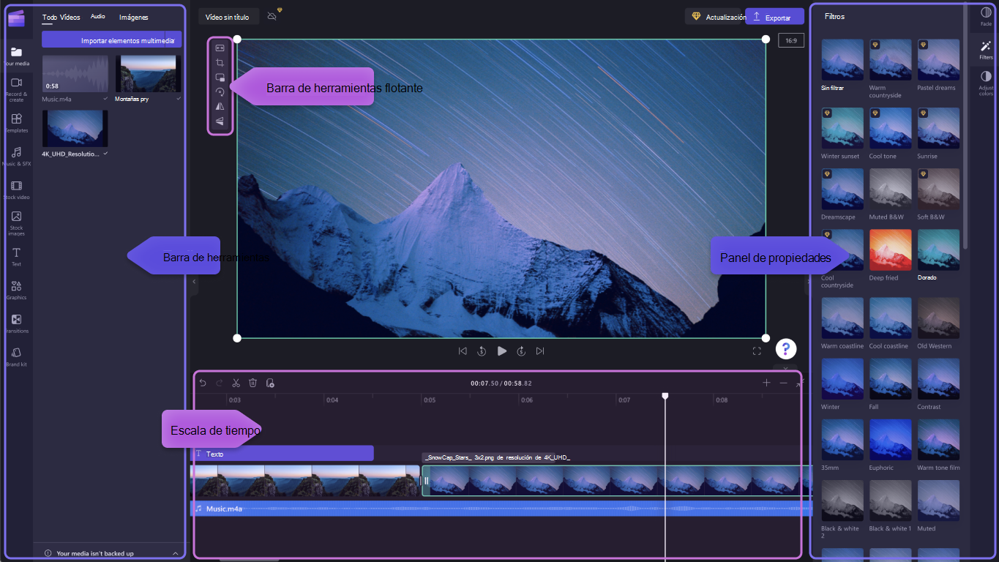 Todo Vídeos Audio Imágenes
Importar elementos multimedia
Your media
0:58
Music.m4a
Montañas pry
4K_UHD_Resolutio...
Record &
create
Templates
Music & SFX
Stock video
Stock
images
Text
Graphics
Transitions
Brand kit
Barra de herramientas
Your media isn't backed up
Vídeo sin título
Actualización
Exportar
16:9
Barra de herramientas flotante
Panel de propiedades
?
00:07.50 / 00:58.82
0:03 0:04 0:05 0:06 0:07 0:08
Escala de tiempo
Texto
_SnowCap_Stars_ 3x2.png de resolución de 4K_UHD_
Music.m4a
Filtros
Sin filtrar
Warm
countryside
Pastel dreams
Winter sunset
Cool tone
Sunrise
Dreamscape
Muted B&W
Soft B&W
Cool
countryside
Deep fried
Dorado
Warm coastline
Cool coastline
Old Western
Winter
Fall
Contrast
35mm
Euphoric
Warm tone film
Black & white
2
Black & white 1
Muted
Fade
Filters
Adjust
colors